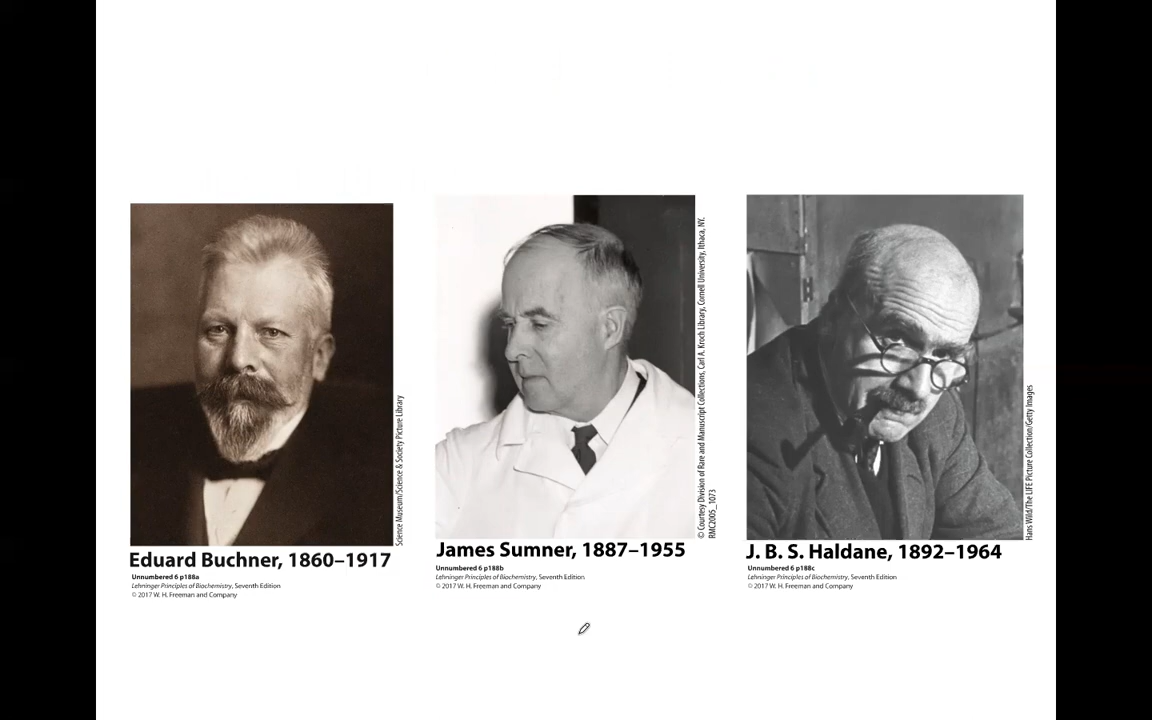 Science Museum/Science & Society Picture Library
Eduard Buchner, 1860–1917
Unnumbered 6 p188a
Lehninger Principles of Biochemistry, Seventh Edition
© 2017 W. H. Freeman and Company
© Courtesy Division of Rare and Manuscript Collections, Carl A. Kroch Library, Cornell University, Ithaca, NY,
RMC2005_1073
James Sumner, 1887–1955
Unnumbered 6 p188b
Lehninger Principles of Biochemistry, Seventh Edition
© 2017 W. H. Freeman and Company
Hans Wild/The LIFE Picture Collection/Getty Images
J. B. S. Haldane, 1892–1964
Unnumbered 6 p188c
Lehninger Principles of Biochemistry, Seventh Edition
© 2017 W. H. Freeman and Company